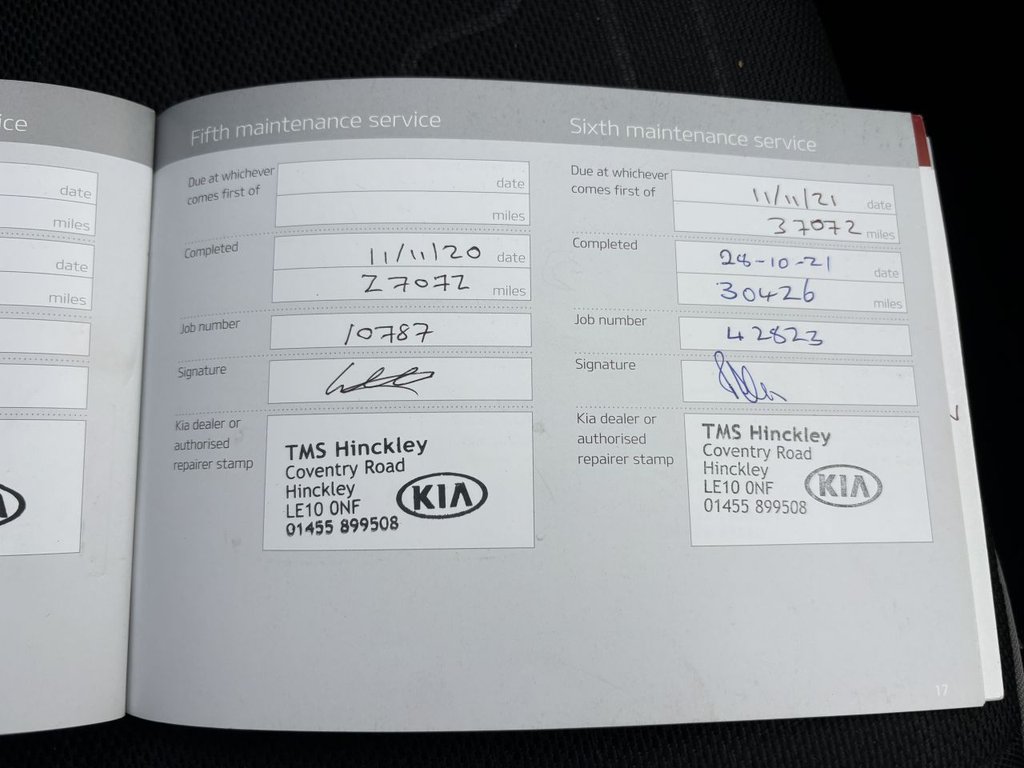 ice
date
miles
date
miles
Fifth maintenance service
Due at whichever
comes first of
date
miles
Completed
11/11/20 date
27072 miles
Job number
10787
Signature
Kia dealer or
authorised
repairer stamp
TMS Hinckley
Coventry Road
Hinckley
LE10 0NF
01455 899508
KIA
Sixth maintenance service
Due at whichever
comes first of
11/11/21 date
37072 miles
Completed
28-10-21 date
30426 miles
Job number
42823
Signature
Kia dealer or
authorised
repairer stamp
TMS Hinckley
Coventry Road
Hinckley
LE10 0NF
01455 899508
KIA
17